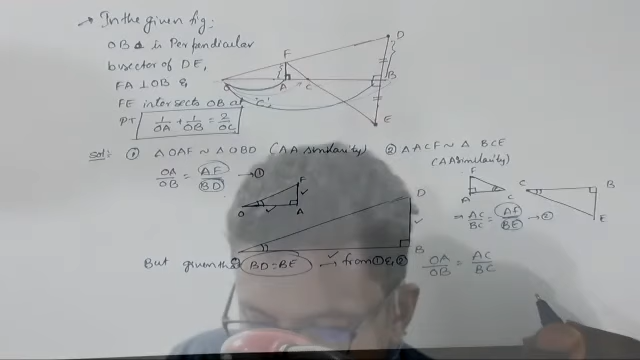 → In the given fig:
OB is Perpendicular
bisector of DE,
FA ⊥ OB &
FE intersects OB at 'C',
PT 1/OA + 1/OB = 2/OC
O A C B
F D E
Sol: ① △OAF ~ △OBD (AA similarity) ② △ACF ~ △BCE
(AA similarity)
OA/OB = AF/BD → ①
F
O A
D
B
F
A C
C B
E
⇒ AC/BC = AF/BE → ②
But given that BD = BE → from ① & ② OA/OB = AC/BC